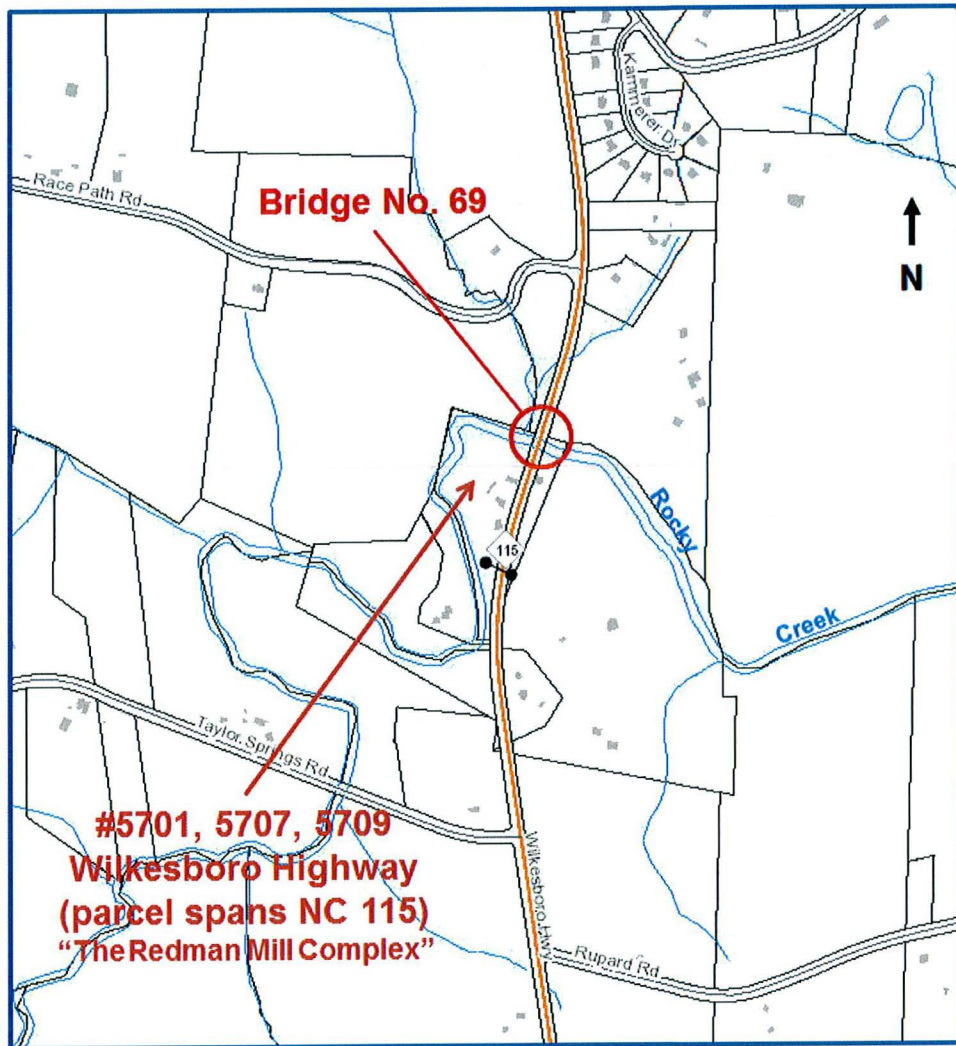 Kammerer Dr
Race Path Rd
Bridge No. 69
N
115
Rocky
Creek
Taylor Springs Rd
#5701, 5707, 5709
Wilkesboro Highway
(parcel spans NC 115)
“The Redman Mill Complex”
Wilkesboro Hwy
Rupard Rd